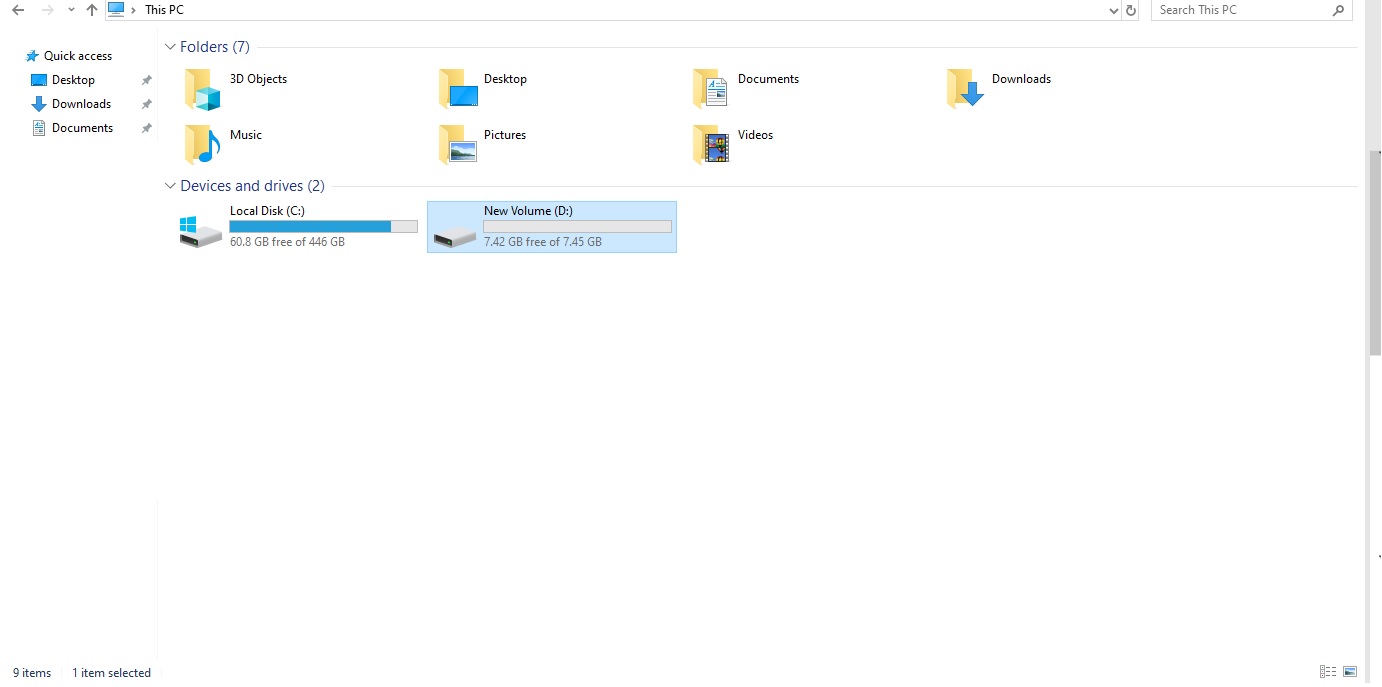 This PC
Search This PC
Quick access
Desktop
Downloads
Documents
Folders (7)
3D Objects
Desktop
Documents
Downloads
Music
Pictures
Videos
Devices and drives (2)
Local Disk (C:)
60.8 GB free of 446 GB
New Volume (D:)
7.42 GB free of 7.45 GB
9 items
1 item selected